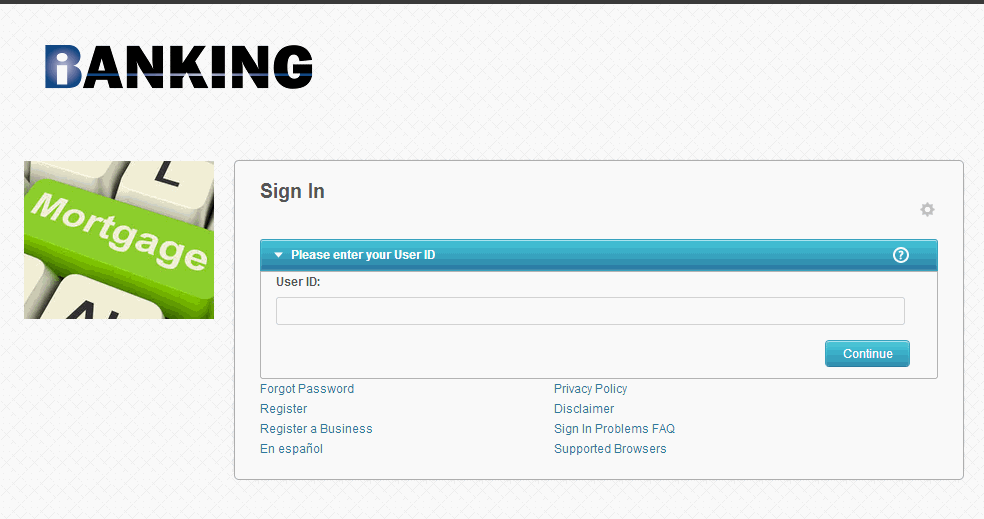 iBANKING
L
Mortgage
Sign In
Please enter your User ID
?
User ID:
Continue
Forgot Password
Privacy Policy
Register
Disclaimer
Register a Business
Sign In Problems FAQ
En español
Supported Browsers